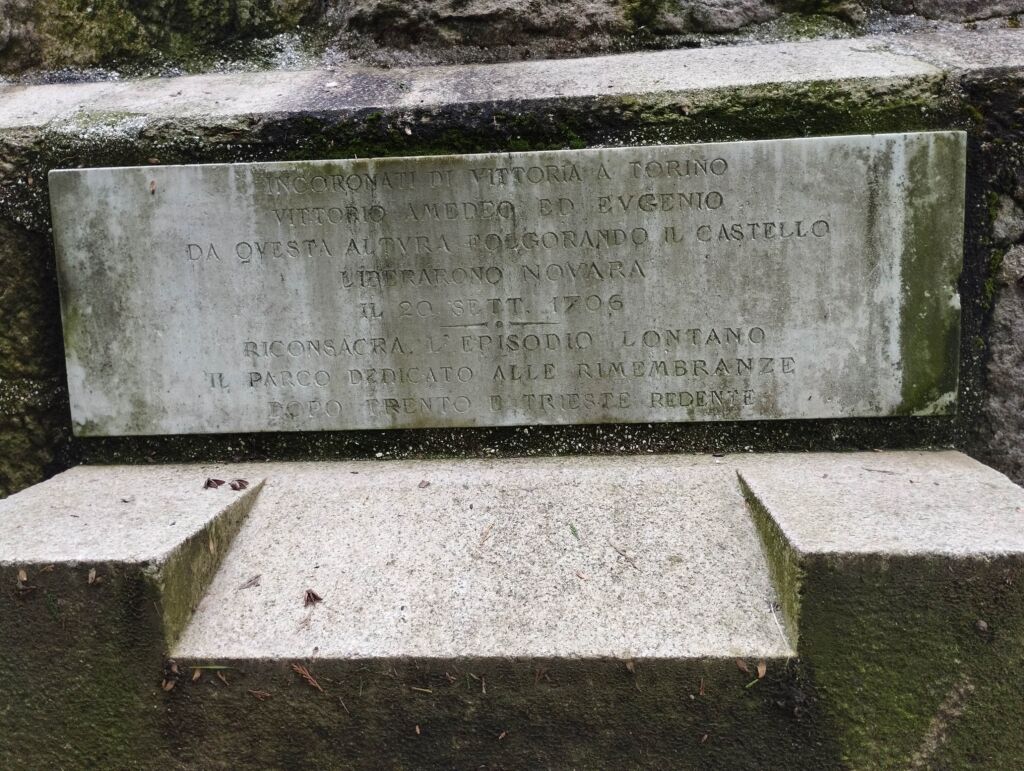 INCORONATI DI VITTORIA A TORINO
VITTORIO AMEDEO ED EVGENIO
DA QVESTA ALTVRA FOLGORANDO IL CASTELLO
LIBERARONO NOVARA
IL 20 SETT. 1706
RICONSACRA L'EPISODIO LONTANO
IL PARCO DEDICATO ALLE RIMEMBRANZE
DOPO TRENTO E TRIESTE REDENTE